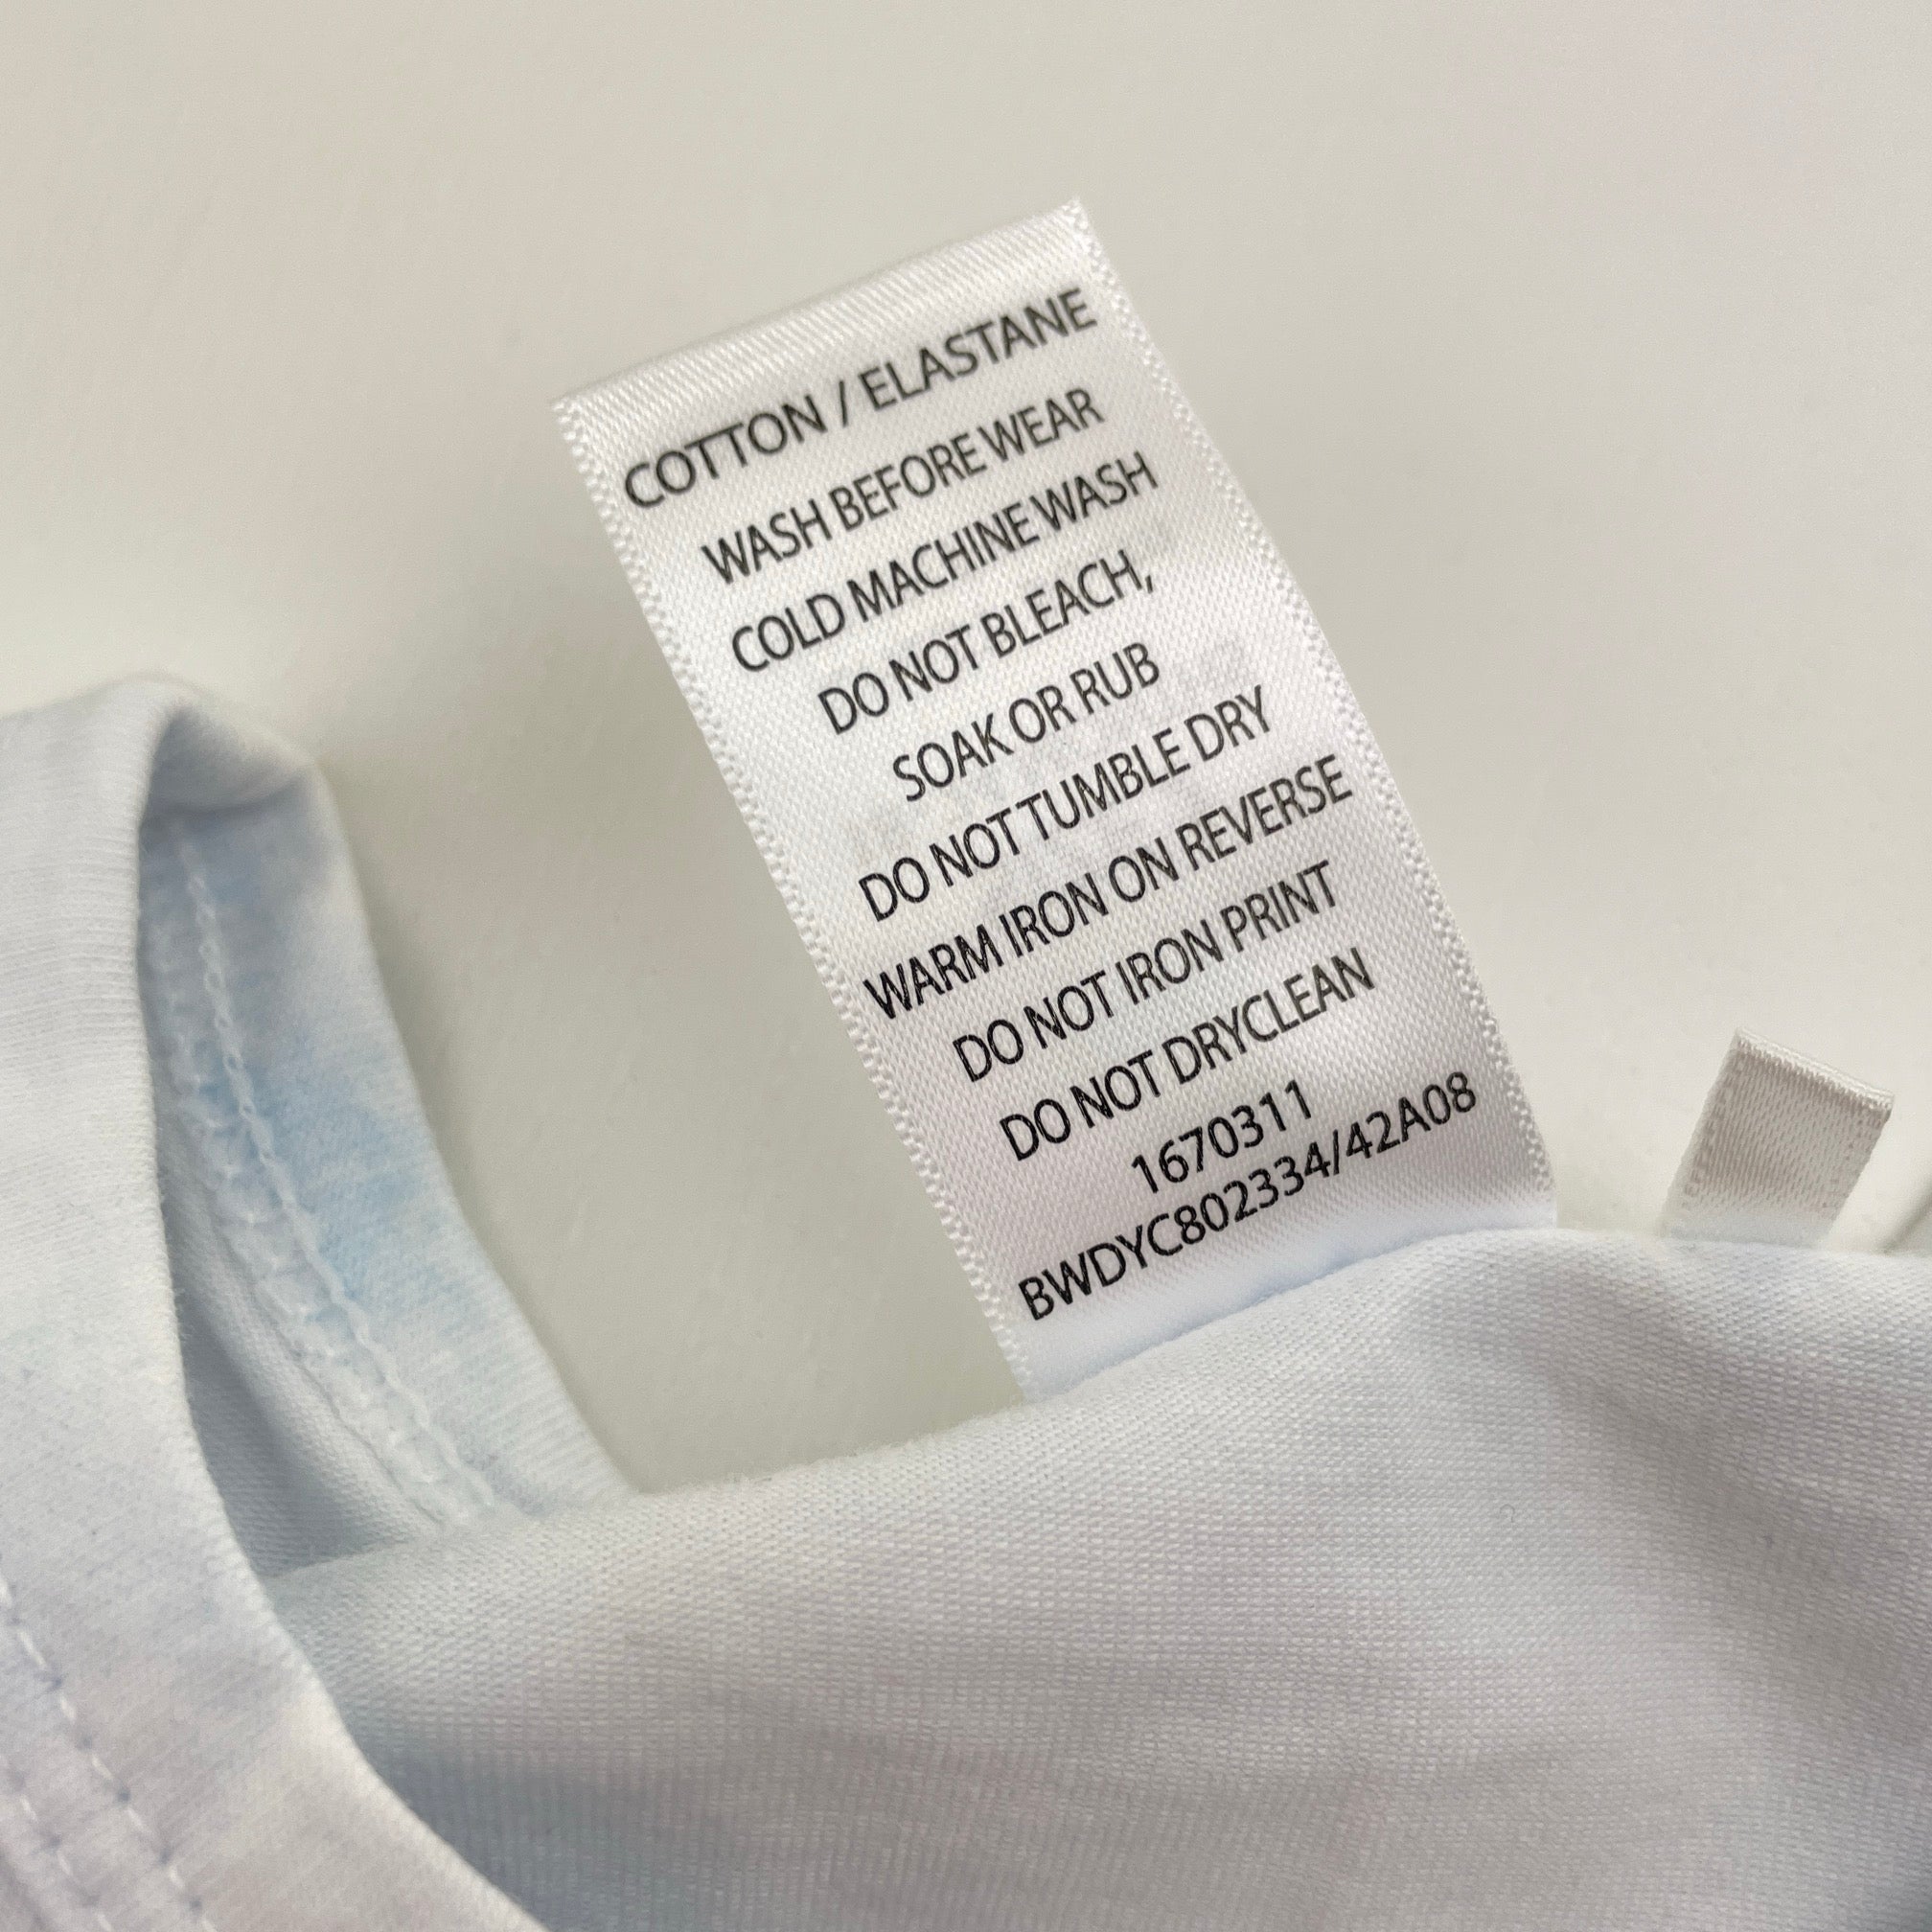 COTTON / ELASTANE
WASH BEFORE WEAR
COLD MACHINE WASH
DO NOT BLEACH,
SOAK OR RUB
DO NOT TUMBLE DRY
WARM IRON ON REVERSE
DO NOT IRON PRINT
DO NOT DRYCLEAN
1670311
BWDYC802334/42A08